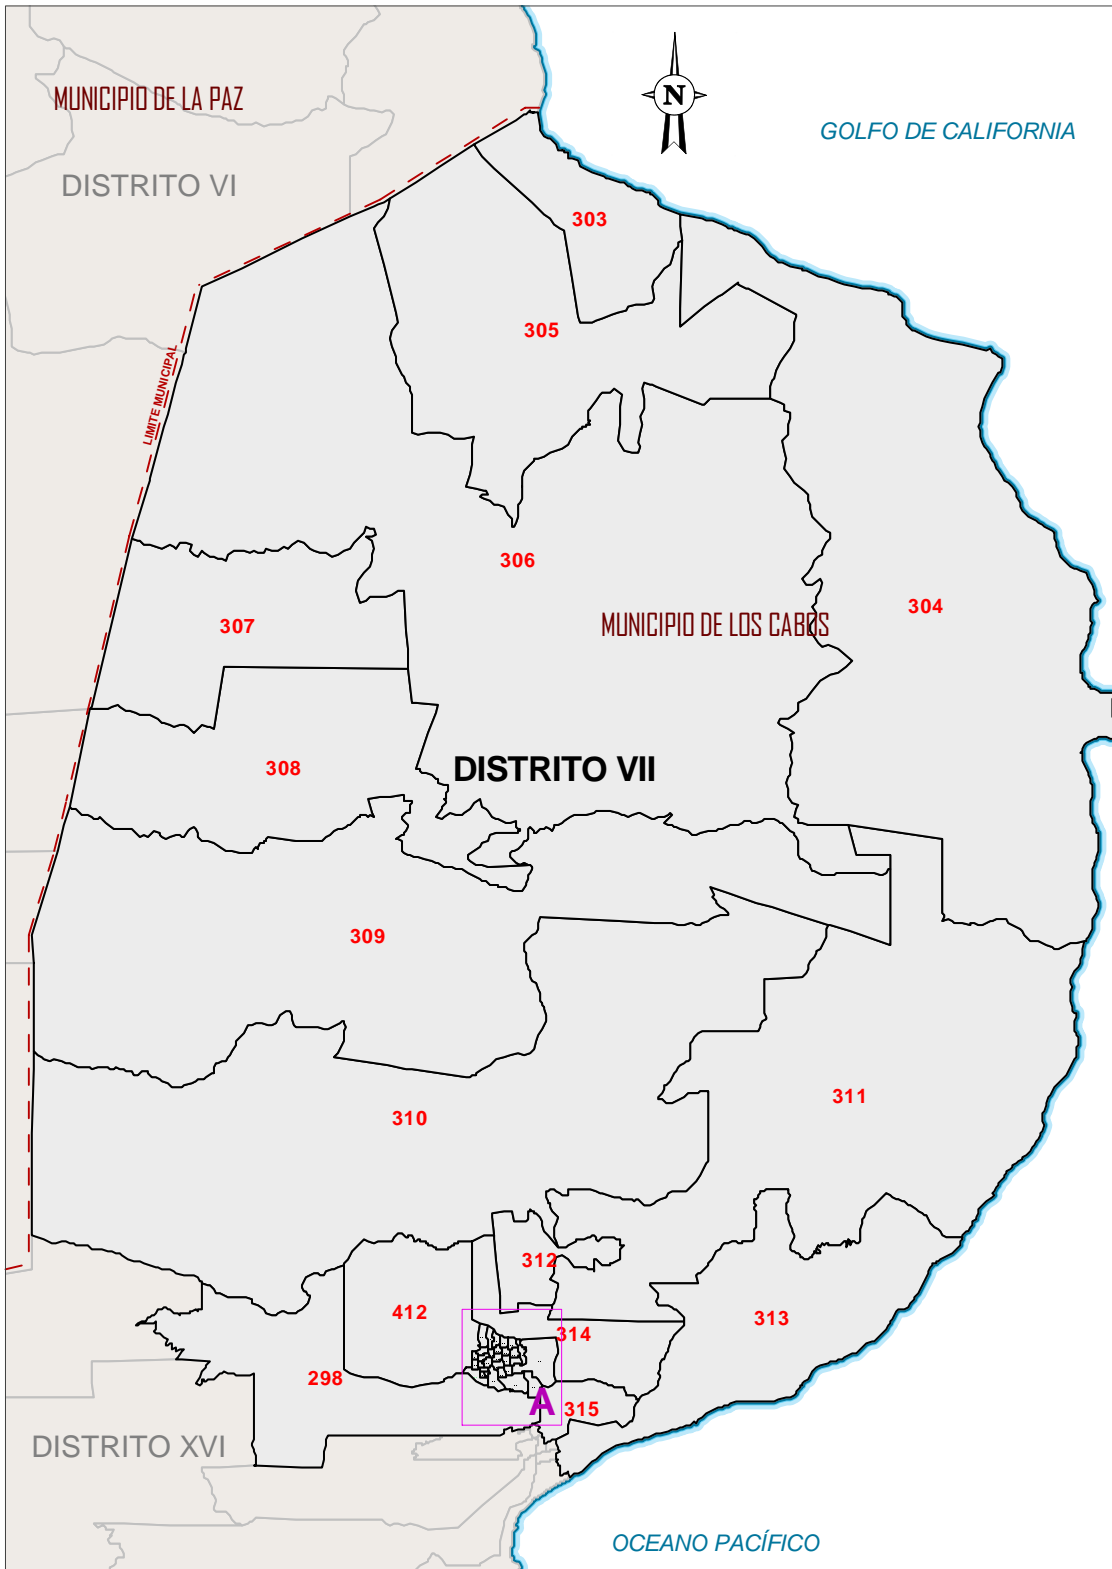 MUNICIPIO DE LA PAZ
N
GOLFO DE CALIFORNIA
DISTRITO VI
303
305
LIMITE MUNICIPAL
306
304
307
MUNICIPIO DE LOS CABOS
308
DISTRITO VII
309
311
310
312
412
313
314
298
A
315
DISTRITO XVI
OCEANO PACÍFICO